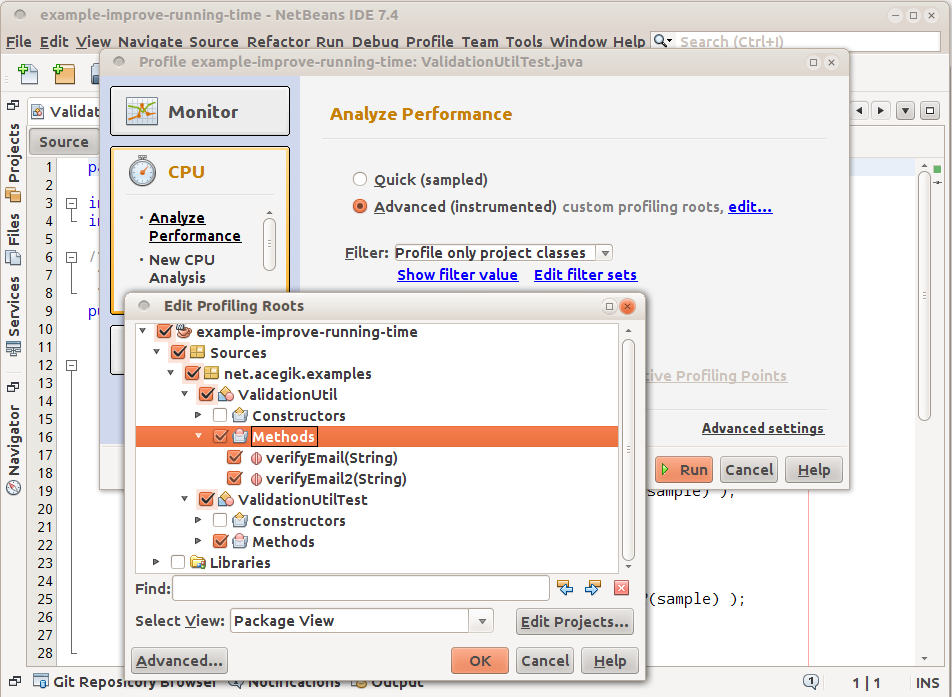 example-improve-running-time - NetBeans IDE 7.4
File Edit View Navigate Source Refactor Run Debug Profile Team Tools Window Help
Search (Ctrl+I)
Profile example-improve-running-time: ValidationUtilTest.java
Projects
Files
Services
Navigator
Validat
Source
1
2
3
4
5
6
7
8
9
10
11
12
13
14
15
16
17
18
19
20
21
22
23
24
25
26
27
28
Monitor
CPU
· Analyze
Performance
· New CPU
Analysis
Analyze Performance
Quick (sampled)
Advanced (instrumented) custom profiling roots, edit...
Filter: Profile only project classes
Show filter value Edit filter sets
tive Profiling Points
Advanced settings
Run Cancel Help
sample) );
(sample) );
Edit Profiling Roots
example-improve-running-time
Sources
net.acegik.examples
ValidationUtil
Constructors
Methods
verifyEmail(String)
verifyEmail2(String)
ValidationUtilTest
Constructors
Methods
Libraries
Find:
Select View: Package View
Edit Projects...
Advanced... OK Cancel Help
Git Repository Browser Notifications Output
1 1 | 1 INS